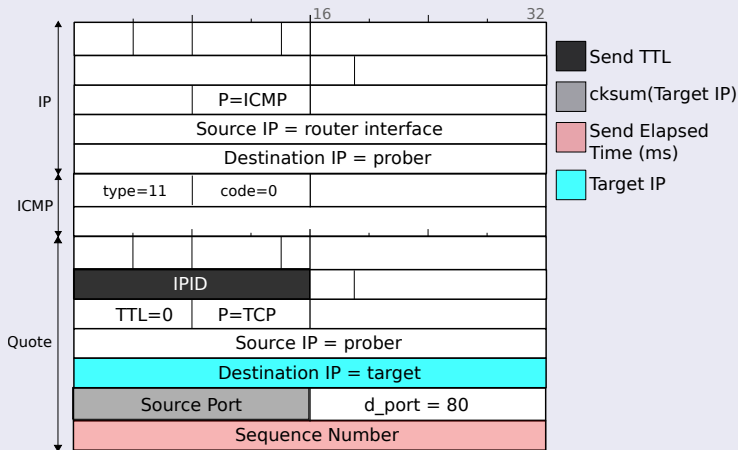 16 32
IP
P=ICMP
Source IP = router interface
Destination IP = prober
ICMP
type=11 code=0
Quote
IPID
TTL=0 P=TCP
Source IP = prober
Destination IP = target
Source Port d_port = 80
Sequence Number
Send TTL
cksum(Target IP)
Send Elapsed
Time (ms)
Target IP